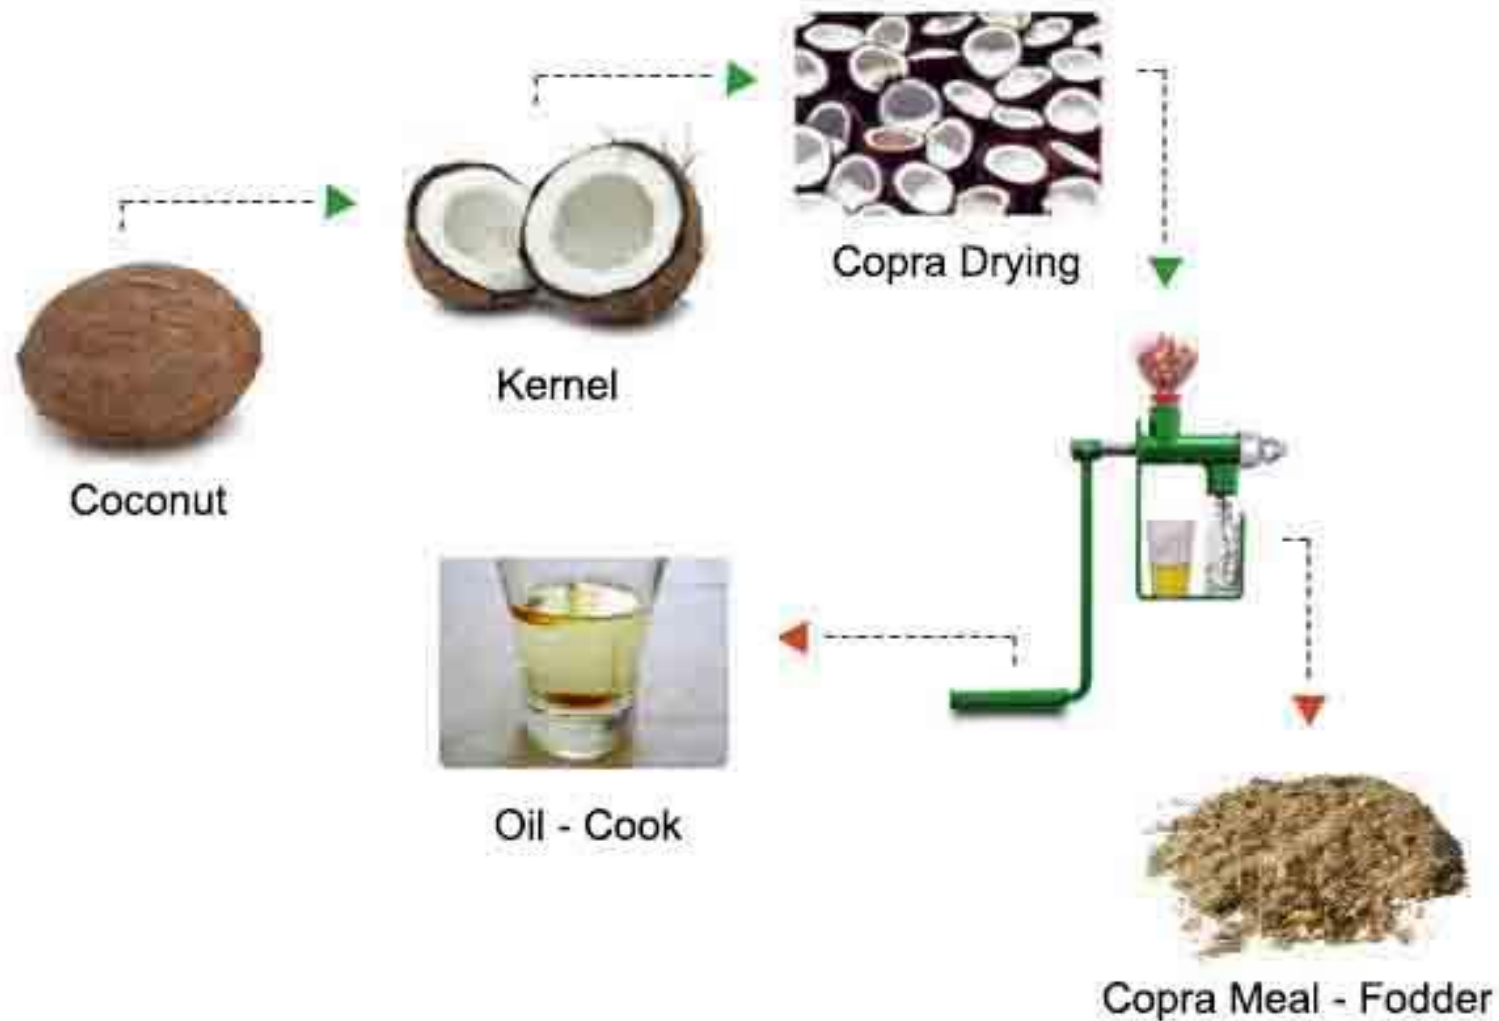 Coconut
Kernel
Copra Drying
Oil - Cook
Copra Meal - Fodder